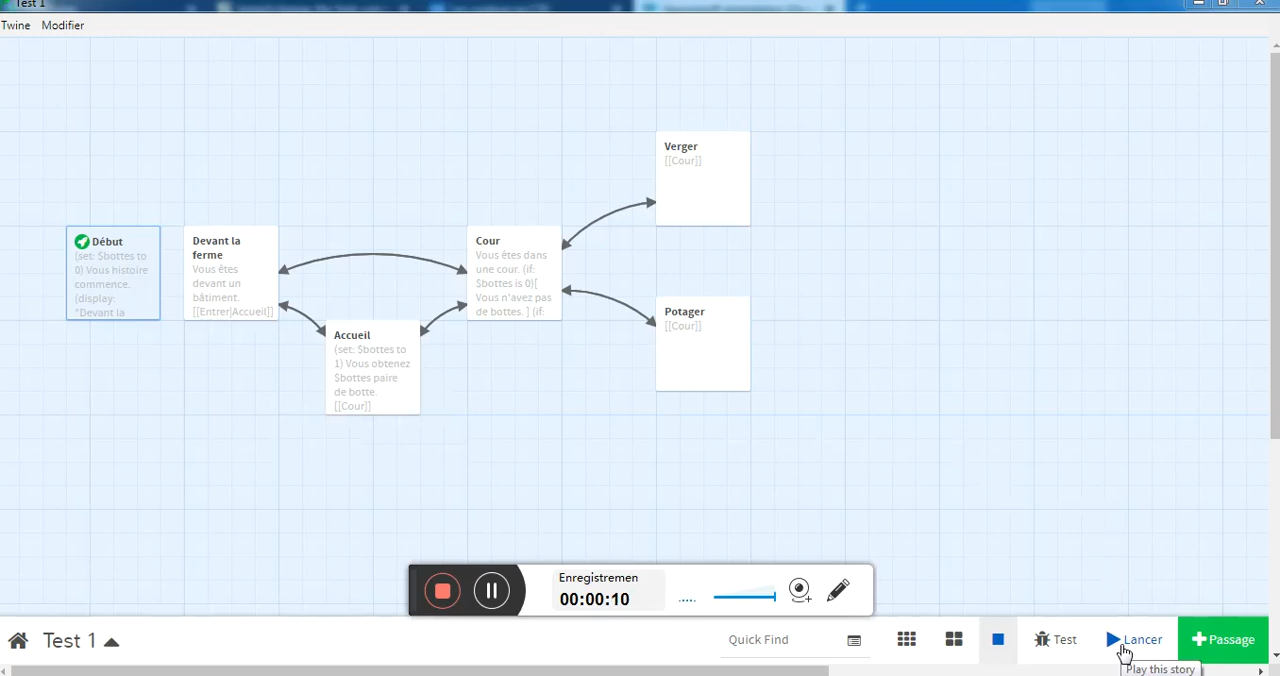 Test 1
Twine Modifier
Verger
[[Cour]]
Début
(set: $bottes to
0) Vous histoire
commence.
(display:
"Devant la
Devant la
ferme
Vous êtes
devant un
bâtiment.
[[Entrer|Accueil]]
Cour
Vous êtes dans
une cour. (if:
$bottes is 0)[
Vous n'avez pas
de bottes. ] (if:
Potager
[[Cour]]
Accueil
(set: $bottes to
1) Vous obtenez
$bottes paire
de botte.
[[Cour]]
Enregistremen
00:00:10
Test 1
Quick Find
Test
Lancer
Passage
Play this story